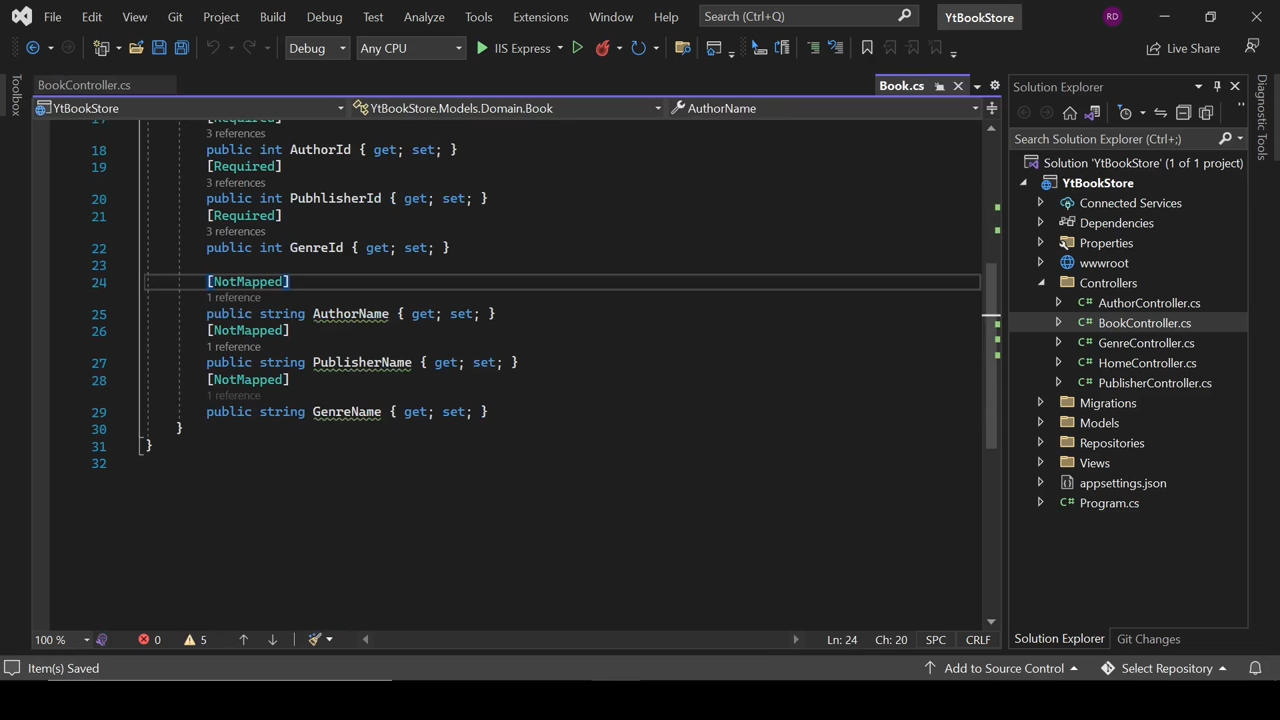 File Edit View Git Project Build Debug Test Analyze Tools Extensions Window Help Search (Ctrl+Q) YtBookStore RD
Debug Any CPU IIS Express Live Share
Toolbox
BookController.cs Book.cs
YtBookStore YtBookStore.Models.Domain.Book AuthorName
17 [Required]
3 references
18 public int AuthorId { get; set; }
19 [Required]
3 references
20 public int PubhlisherId { get; set; }
21 [Required]
3 references
22 public int GenreId { get; set; }
23
24 [NotMapped]
1 reference
25 public string AuthorName { get; set; }
26 [NotMapped]
1 reference
27 public string PublisherName { get; set; }
28 [NotMapped]
1 reference
29 public string GenreName { get; set; }
30 }
31 }
32
100 % 0 5 Ln: 24 Ch: 20 SPC CRLF
Solution Explorer
Search Solution Explorer (Ctrl+;)
Solution 'YtBookStore' (1 of 1 project)
YtBookStore
Connected Services
Dependencies
Properties
wwwroot
Controllers
AuthorController.cs
BookController.cs
GenreController.cs
HomeController.cs
PublisherController.cs
Migrations
Models
Repositories
Views
appsettings.json
Program.cs
Solution Explorer Git Changes
Diagnostic Tools
Item(s) Saved Add to Source Control Select Repository